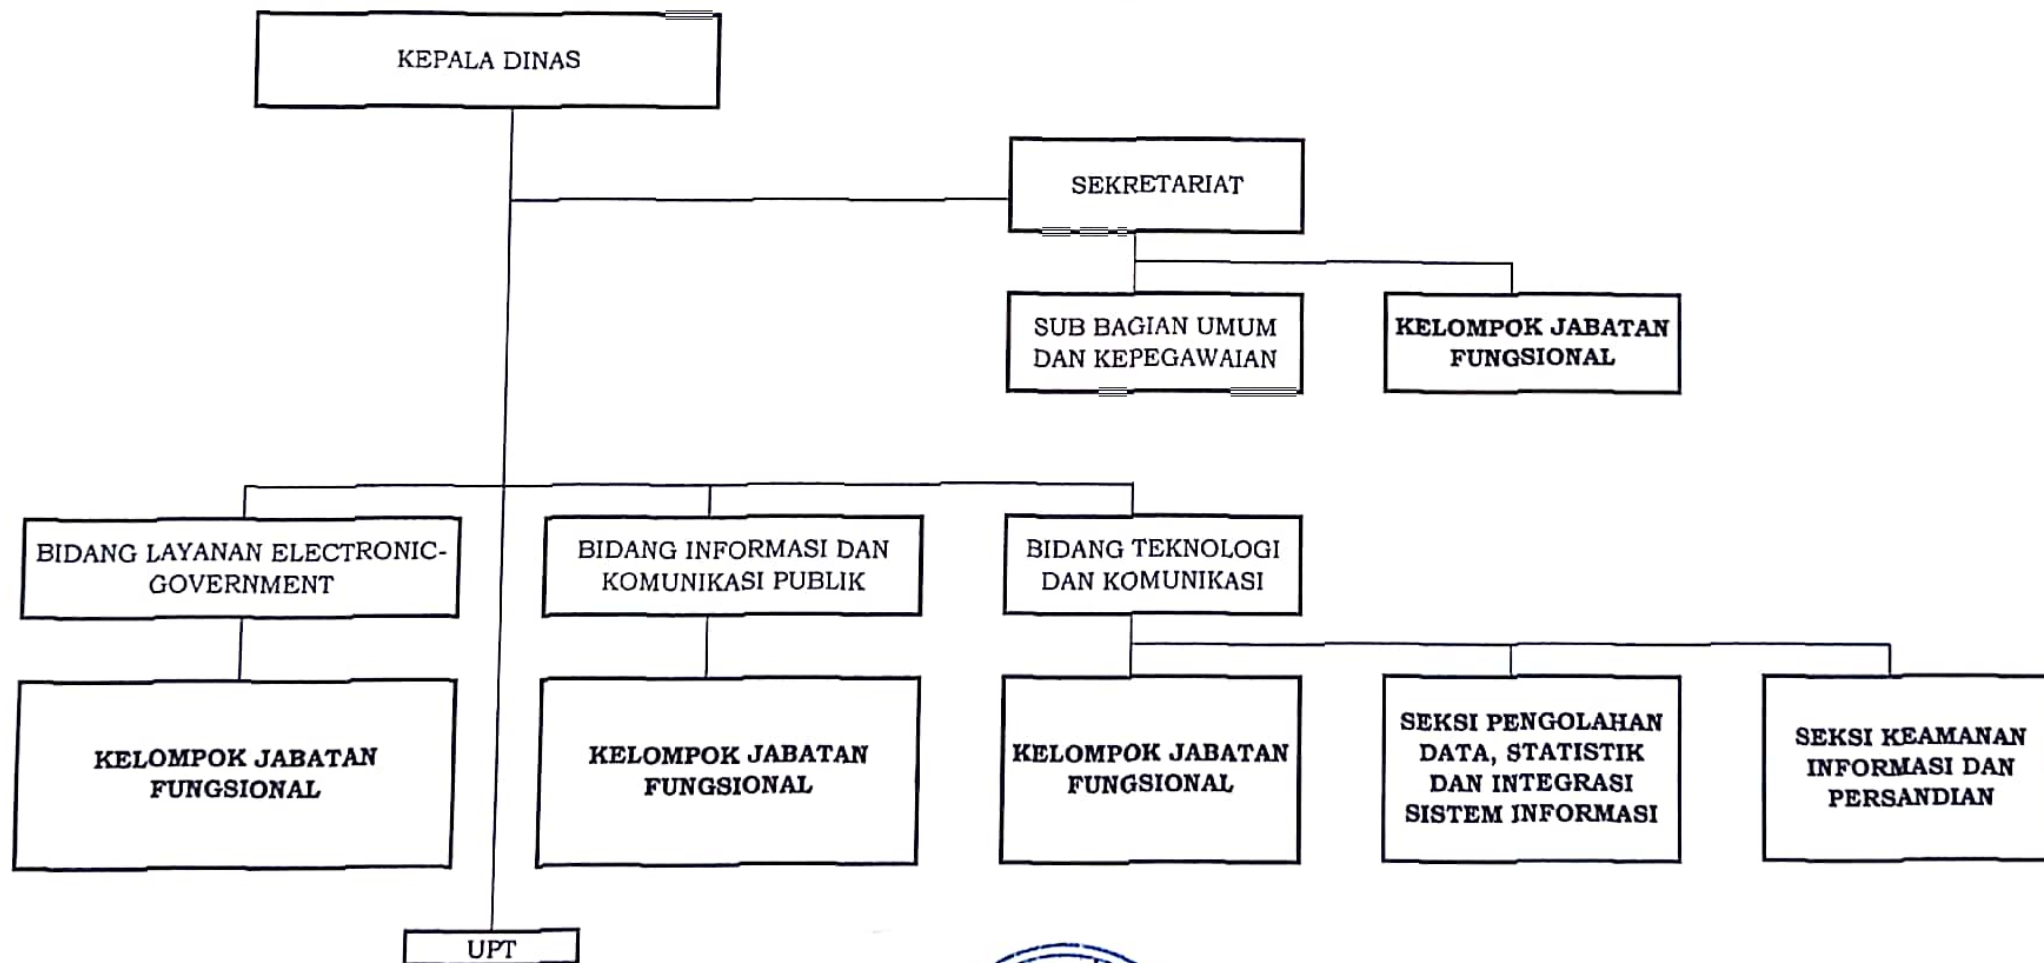 KEPALA DINAS
SEKRETARIAT
SUB BAGIAN UMUM
DAN KEPEGAWAIAN
KELOMPOK JABATAN
FUNGSIONAL
BIDANG LAYANAN ELECTRONIC-
GOVERNMENT
BIDANG INFORMASI DAN
KOMUNIKASI PUBLIK
BIDANG TEKNOLOGI
DAN KOMUNIKASI
KELOMPOK JABATAN
FUNGSIONAL
KELOMPOK JABATAN
FUNGSIONAL
KELOMPOK JABATAN
FUNGSIONAL
SEKSI PENGOLAHAN
DATA, STATISTIK
DAN INTEGRASI
SISTEM INFORMASI
SEKSI KEAMANAN
INFORMASI DAN
PERSANDIAN
UPT